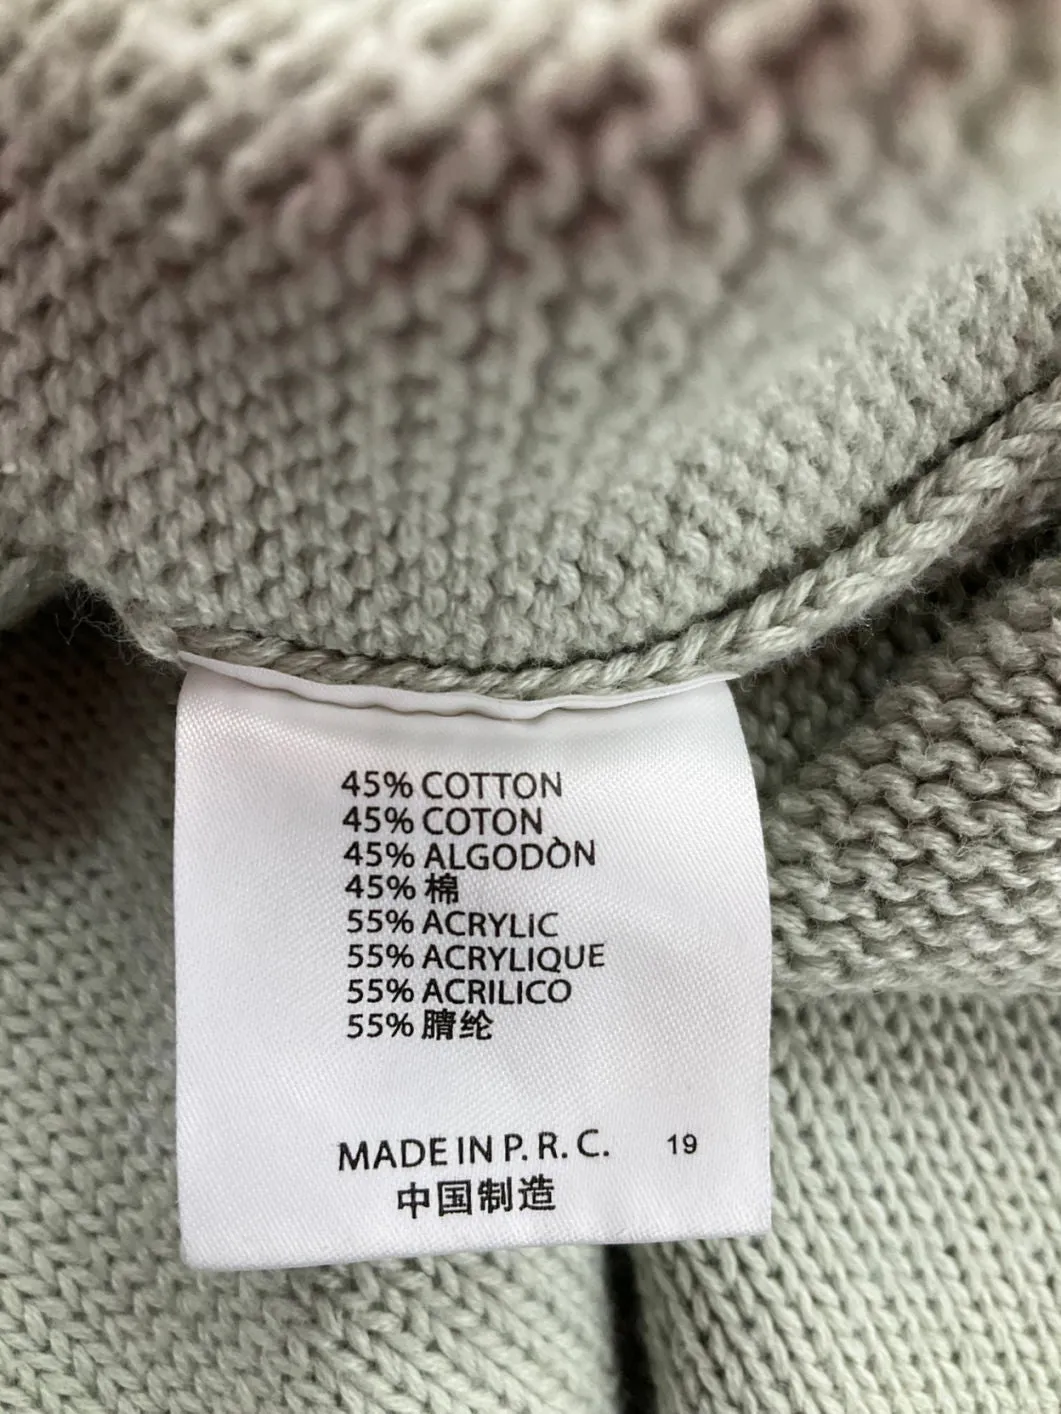 45% COTTON
45% COTON
45% ALGODÒN
45% 棉
55% ACRYLIC
55% ACRYLIQUE
55% ACRILICO
55% 腈纶
MADE IN P. R. C. 19
中国制造